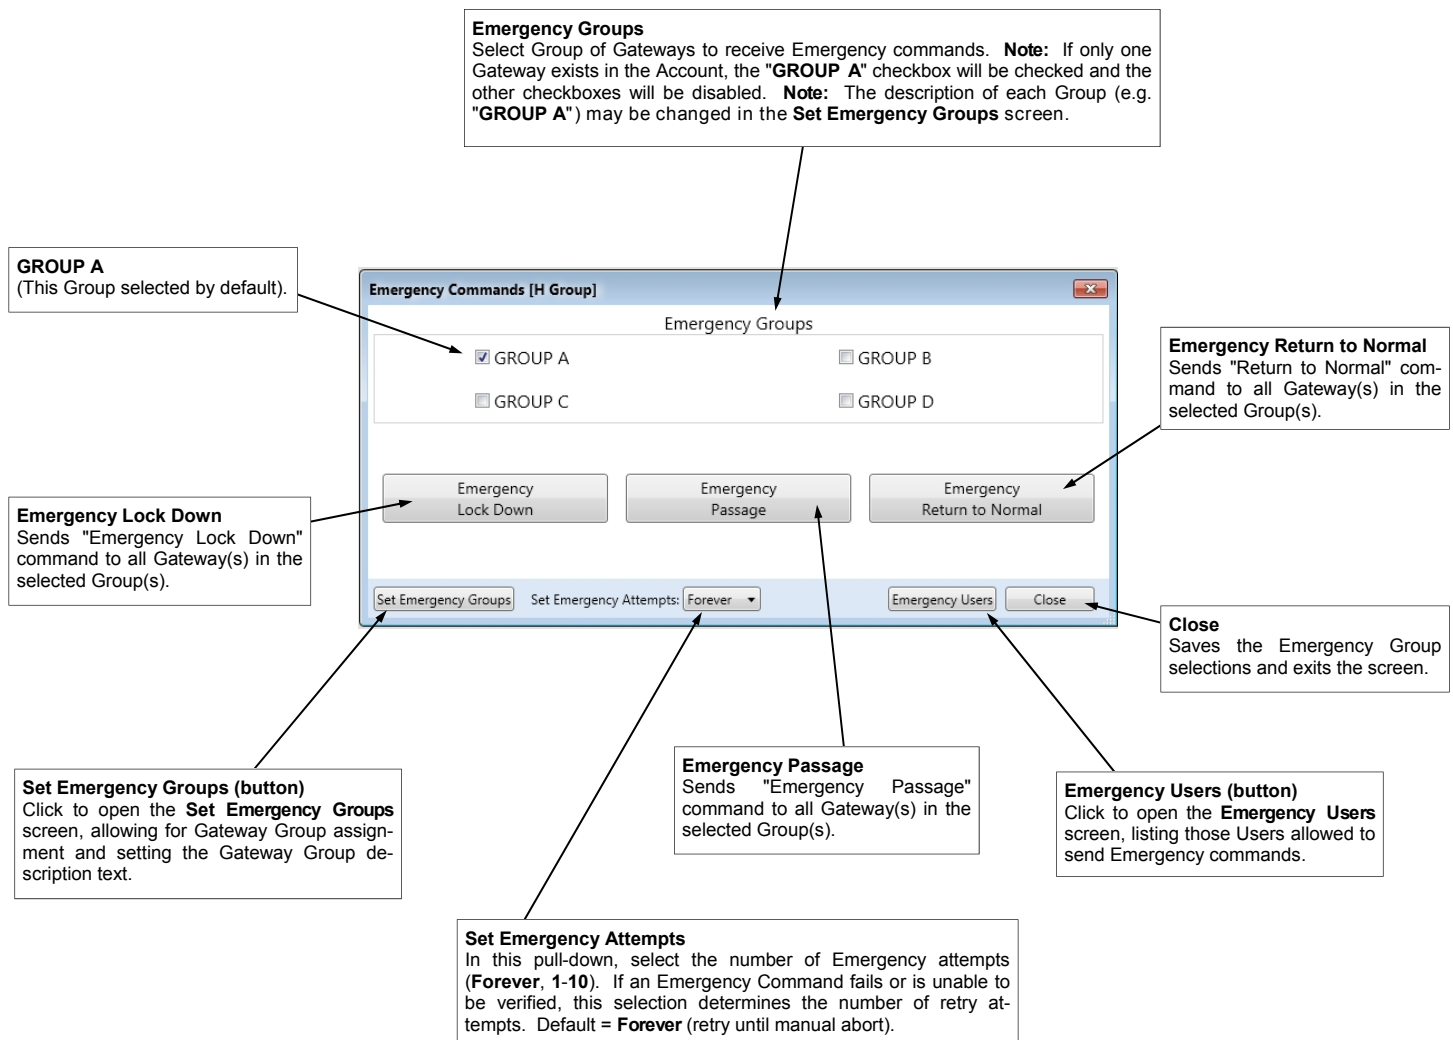 Emergency Groups
Select Group of Gateways to receive Emergency commands. Note: If only one
Gateway exists in the Account, the "GROUP A" checkbox will be checked and the
other checkboxes will be disabled. Note: The description of each Group (e.g.
"GROUP A") may be changed in the Set Emergency Groups screen.
GROUP A
(This Group selected by default).
Emergency Commands [H Group]
Emergency Groups
GROUP A
GROUP B
GROUP C
GROUP D
Emergency Return to Normal
Sends "Return to Normal" com-
mand to all Gateway(s) in the
selected Group(s).
Emergency
Lock Down
Emergency
Passage
Emergency
Return to Normal
Emergency Lock Down
Sends "Emergency Lock Down"
command to all Gateway(s) in the
selected Group(s).
Set Emergency Groups
Set Emergency Attempts:
Forever
Emergency Users
Close
Close
Saves the Emergency Group
selections and exits the screen.
Set Emergency Groups (button)
Click to open the Set Emergency Groups
screen, allowing for Gateway Group assign-
ment and setting the Gateway Group de-
scription text.
Emergency Passage
Sends "Emergency Passage"
command to all Gateway(s) in the
selected Group(s).
Emergency Users (button)
Click to open the Emergency Users
screen, listing those Users allowed to
send Emergency commands.
Set Emergency Attempts
In this pull-down, select the number of Emergency attempts
(Forever, 1-10). If an Emergency Command fails or is unable to
be verified, this selection determines the number of retry at-
tempts. Default = Forever (retry until manual abort).